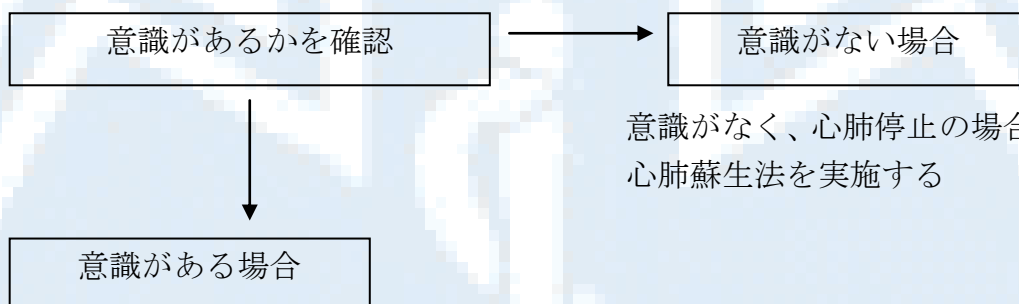 意識があるかを確認
意識がない場合
意識がなく、心肺停止の場合
心肺蘇生法を実施する
意識がある場合